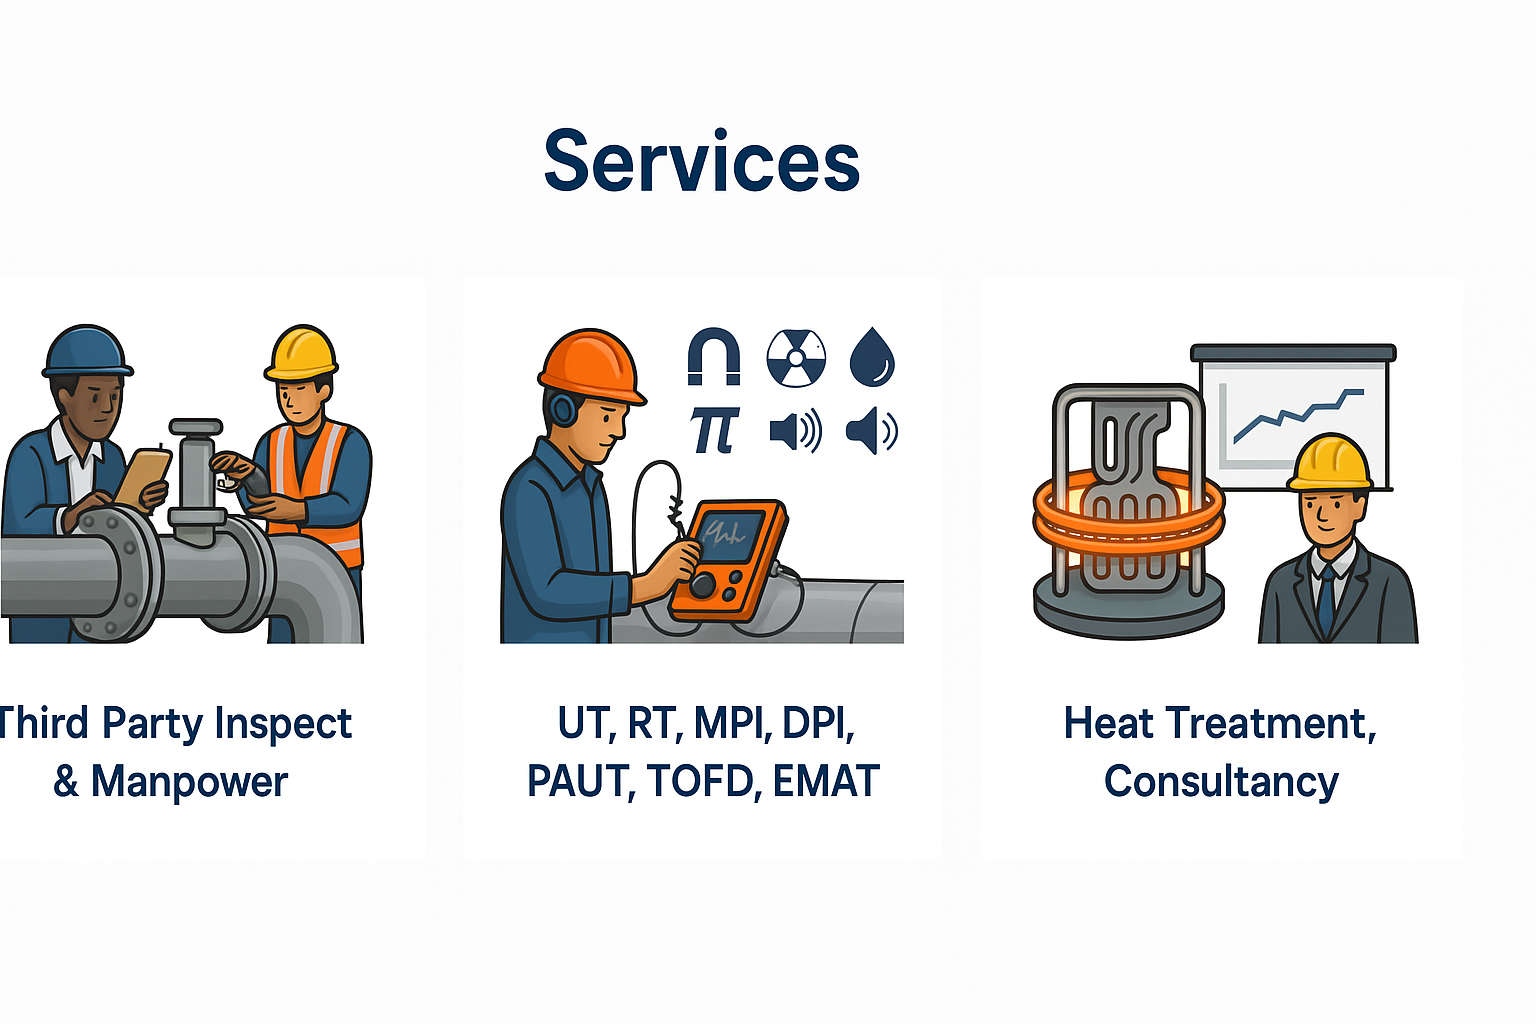 Services
Third Party Inspect
& Manpower
π
UT, RT, MPI, DPI,
PAUT, TOFD, EMAT
Heat Treatment,
Consultancy